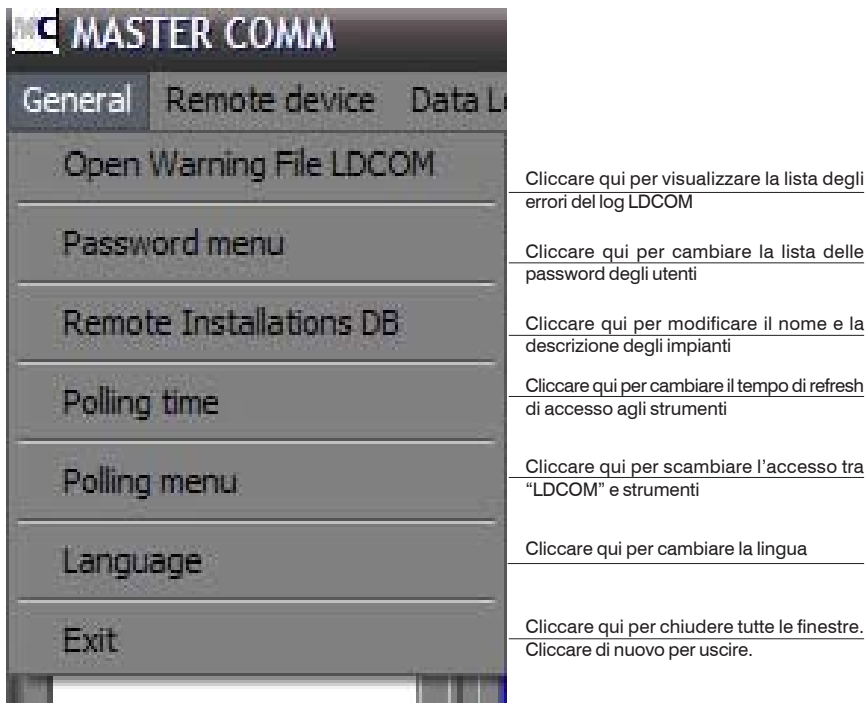 MC MASTER COMM
General Remote device Data L
Open Warning File LDCOM
Cliccare qui per visualizzare la lista degli
errori del log LDCOM
Password menu
Cliccare qui per cambiare la lista delle
password degli utenti
Remote Installations DB
Cliccare qui per modificare il nome e la
descrizione degli impianti
Polling time
Cliccare qui per cambiare il tempo di refresh
di accesso agli strumenti
Polling menu
Cliccare qui per scambiare l'accesso tra
“LDCOM” e strumenti
Language
Cliccare qui per cambiare la lingua
Exit
Cliccare qui per chiudere tutte le finestre.
Cliccare di nuovo per uscire.